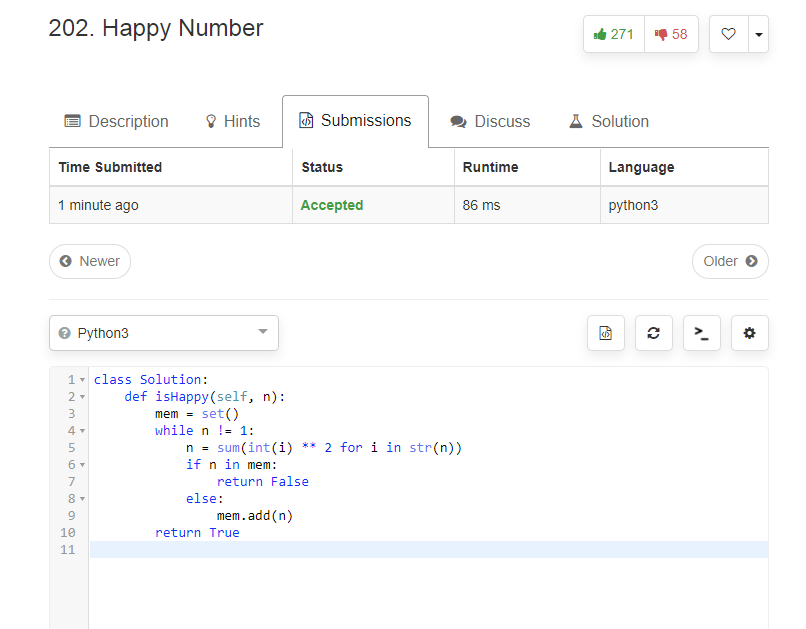 202. Happy Number
271 58
Description Hints Submissions Discuss Solution
Time Submitted Status Runtime Language
1 minute ago Accepted 86 ms python3
Newer Older
Python3
1 class Solution:
2     def isHappy(self, n):
3         mem = set()
4         while n != 1:
5             n = sum(int(i) ** 2 for i in str(n))
6             if n in mem:
7                 return False
8             else:
9                 mem.add(n)
10         return True
11